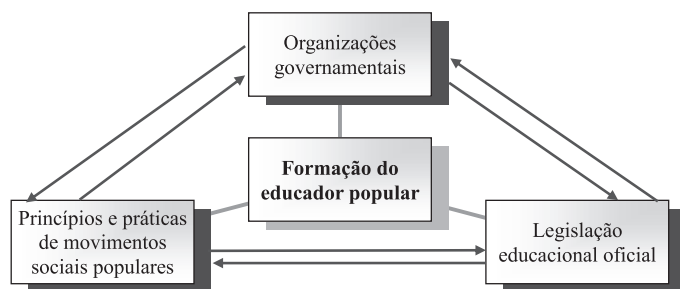 Organizações
governamentais
Formação do
educador popular
Princípios e práticas
de movimentos
sociais populares
Legislação
educacional oficial